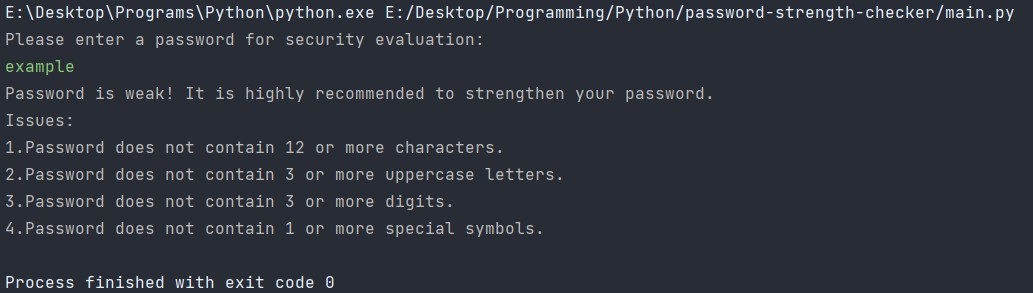 E:\Desktop\Programs\Python\python.exe E:/Desktop/Programming/Python/password-strength-checker/main.py
Please enter a password for security evaluation:
example
Password is weak! It is highly recommended to strengthen your password.
Issues:
1.Password does not contain 12 or more characters.
2.Password does not contain 3 or more uppercase letters.
3.Password does not contain 3 or more digits.
4.Password does not contain 1 or more special symbols.
Process finished with exit code 0